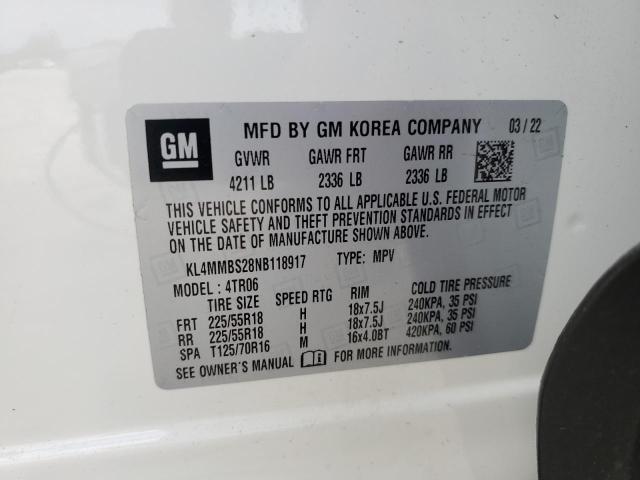 GM MFD BY GM KOREA COMPANY 03 / 22
GVWR GAWR FRT GAWR RR
4211 LB 2336 LB 2336 LB
THIS VEHICLE CONFORMS TO ALL APPLICABLE U.S. FEDERAL MOTOR
VEHICLE SAFETY AND THEFT PREVENTION STANDARDS IN EFFECT
ON THE DATE OF MANUFACTURE SHOWN ABOVE.
KL4MMBS28NB118917 TYPE: MPV
MODEL : 4TR06
TIRE SIZE SPEED RTG RIM COLD TIRE PRESSURE
FRT 225/55R18 H 18x7.5J 240KPA, 35 PSI
RR 225/55R18 H 18x7.5J 240KPA, 35 PSI
SPA T125/70R16 M 16x4.0BT 420KPA, 60 PSI
SEE OWNER'S MANUAL FOR MORE INFORMATION.